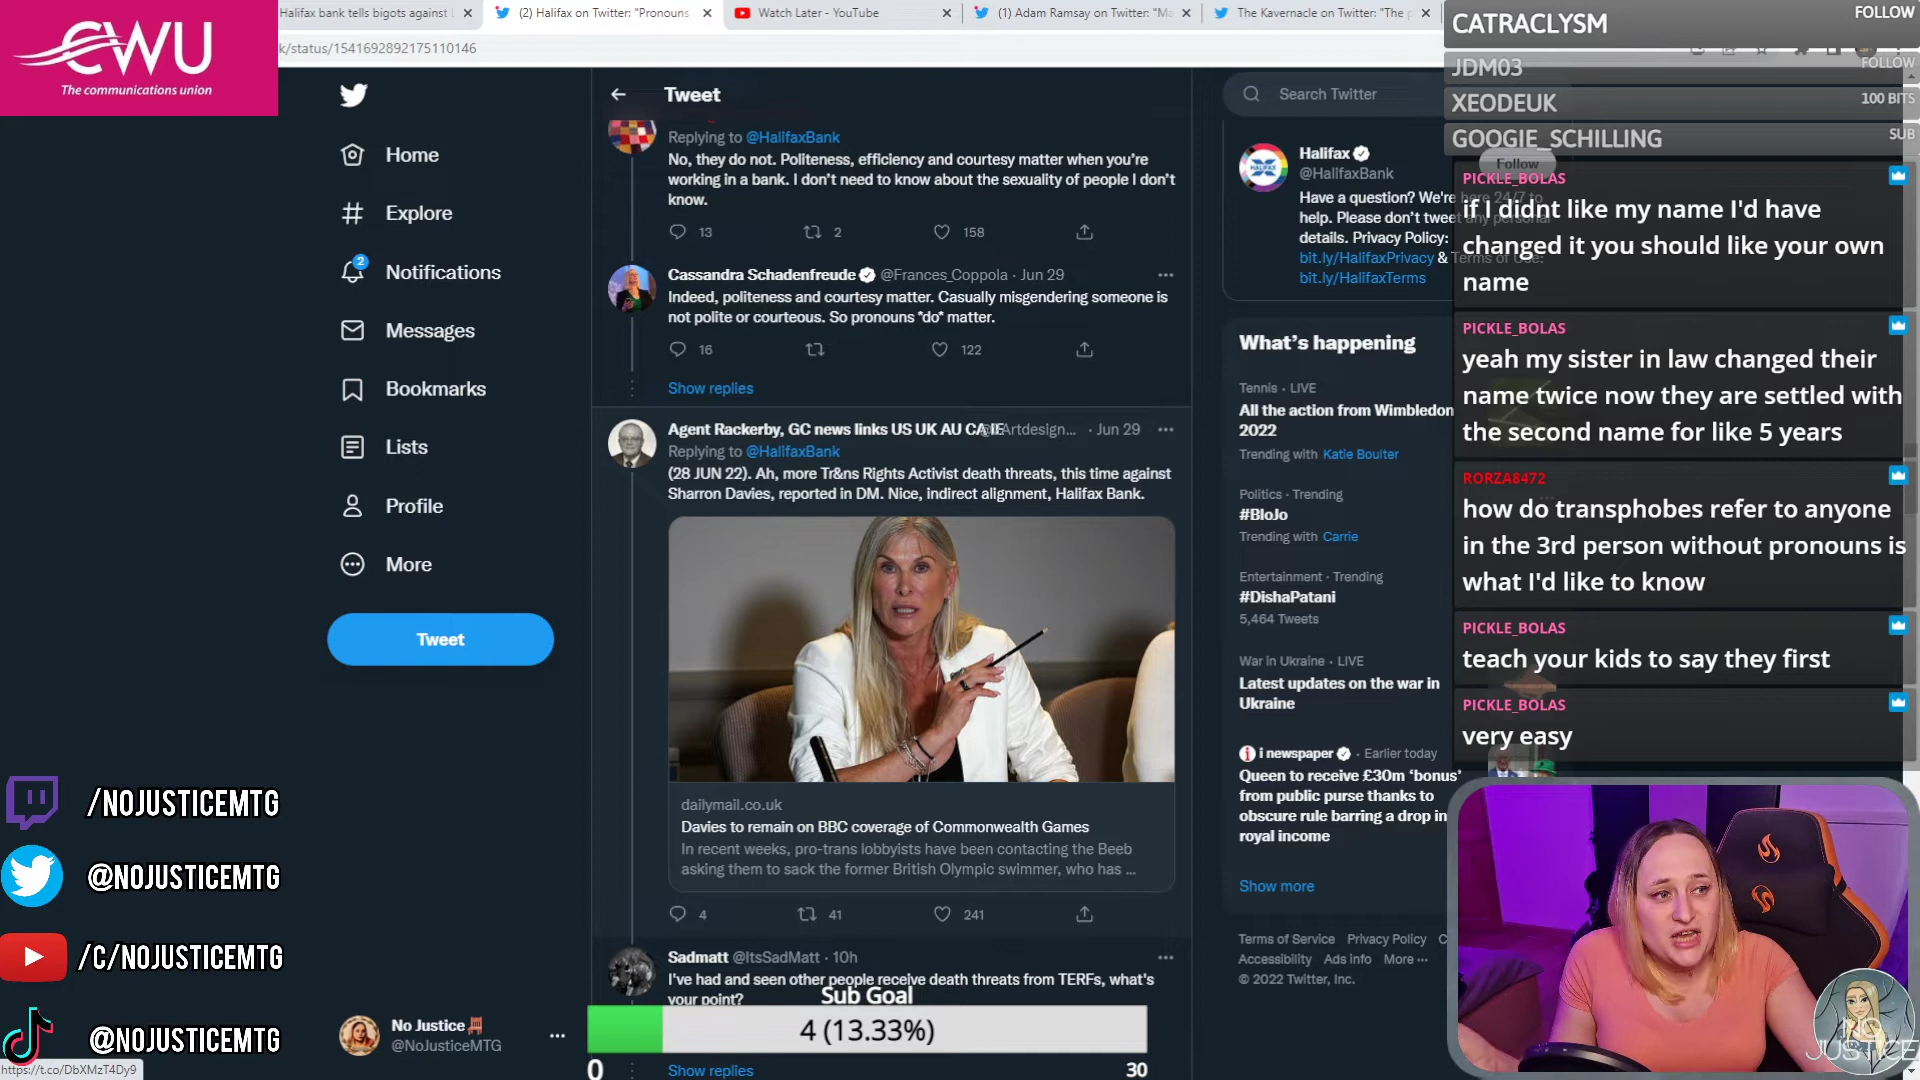 CWU
The communications union
Halifax bank tells bigots against
(2) Halifax on Twitter: "Pronouns
Watch Later - YouTube
(1) Adam Ramsay on Twitter: "Ma
The Kavernacle on Twitter: "The p
k/status/1541692892175110146
Home
Explore
2
Notifications
Messages
Bookmarks
Lists
Profile
More
Tweet
/NOJUSTICEMTG
@NOJUSTICEMTG
/C/NOJUSTICEMTG
@NOJUSTICEMTG
No Justice
@NoJusticeMTG
https://t.co/DbXMzT4Dy9
Tweet
Replying to @HalifaxBank
No, they do not. Politeness, efficiency and courtesy matter when you're
working in a bank. I don't need to know about the sexuality of people I don't
know.
13 2 158
Cassandra Schadenfreude @Frances_Coppola · Jun 29
Indeed, politeness and courtesy matter. Casually misgendering someone is
not polite or courteous. So pronouns *do* matter.
16 122
Show replies
Agent Rackerby, GC news links US UK AU CA IE Artdesign... · Jun 29
Replying to @HalifaxBank
(28 JUN 22). Ah, more Tr&ns Rights Activist death threats, this time against
Sharron Davies, reported in DM. Nice, indirect alignment, Halifax Bank.
dailymail.co.uk
Davies to remain on BBC coverage of Commonwealth Games
In recent weeks, pro-trans lobbyists have been contacting the Beeb
asking them to sack the former British Olympic swimmer, who has ...
4 41 241
Sadmatt @ItsSadMatt · 10h
I've had and seen other people receive death threats from TERFs, what's
your point?
Sub Goal
4 (13.33%)
0 30
Show replies
Search Twitter
Halifax
@HalifaxBank
Follow
Have a question? We're here 24/7 to
help. Please don't tweet any personal
details. Privacy Policy:
bit.ly/HalifaxPrivacy & Terms of Use:
bit.ly/HalifaxTerms
What's happening
Tennis · LIVE
All the action from Wimbledon
2022
Trending with Katie Boulter
Politics · Trending
#BloJo
Trending with Carrie
Entertainment · Trending
#DishaPatani
5,464 Tweets
War in Ukraine · LIVE
Latest updates on the war in
Ukraine
i newspaper · Earlier today
Queen to receive £30m 'bonus'
from public purse thanks to
obscure rule barring a drop in
royal income
Show more
Terms of Service Privacy Policy C
Accessibility Ads info More ···
© 2022 Twitter, Inc.
CATRACLYSM FOLLOW
JDM03 FOLLOW
XEODEUK 100 BITS
GOOGIE_SCHILLING SUB
PICKLE_BOLAS
if I didnt like my name I'd have
changed it you should like your own
name
PICKLE_BOLAS
yeah my sister in law changed their
name twice now they are settled with
the second name for like 5 years
RORZA8472
how do transphobes refer to anyone
in the 3rd person without pronouns is
what I'd like to know
PICKLE_BOLAS
teach your kids to say they first
PICKLE_BOLAS
very easy
NO
JUSTICE